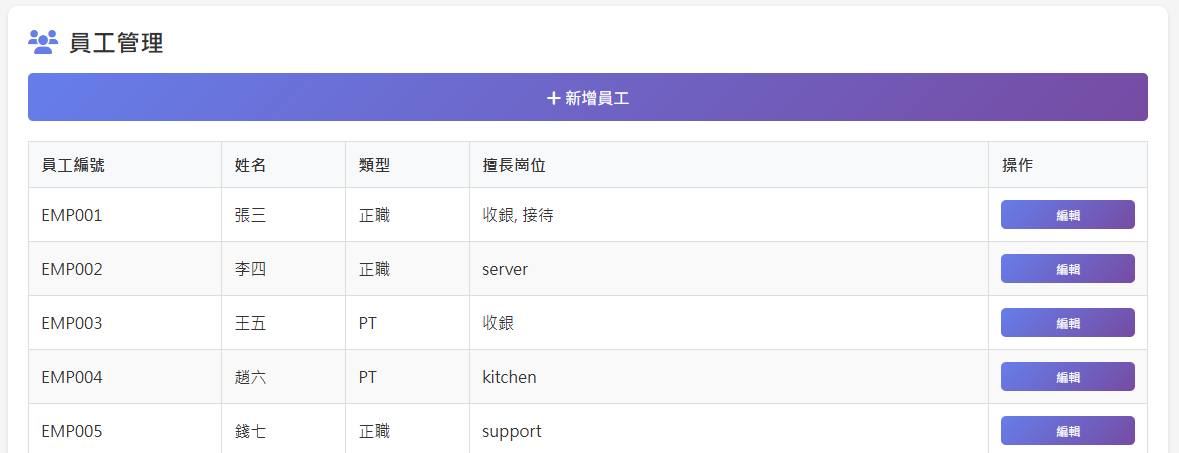 員工管理
+ 新增員工
員工編號 姓名 類型 擅長崗位 操作
EMP001 張三 正職 收銀, 接待 編輯
EMP002 李四 正職 server 編輯
EMP003 王五 PT 收銀 編輯
EMP004 趙六 PT kitchen 編輯
EMP005 錢七 正職 support 編輯